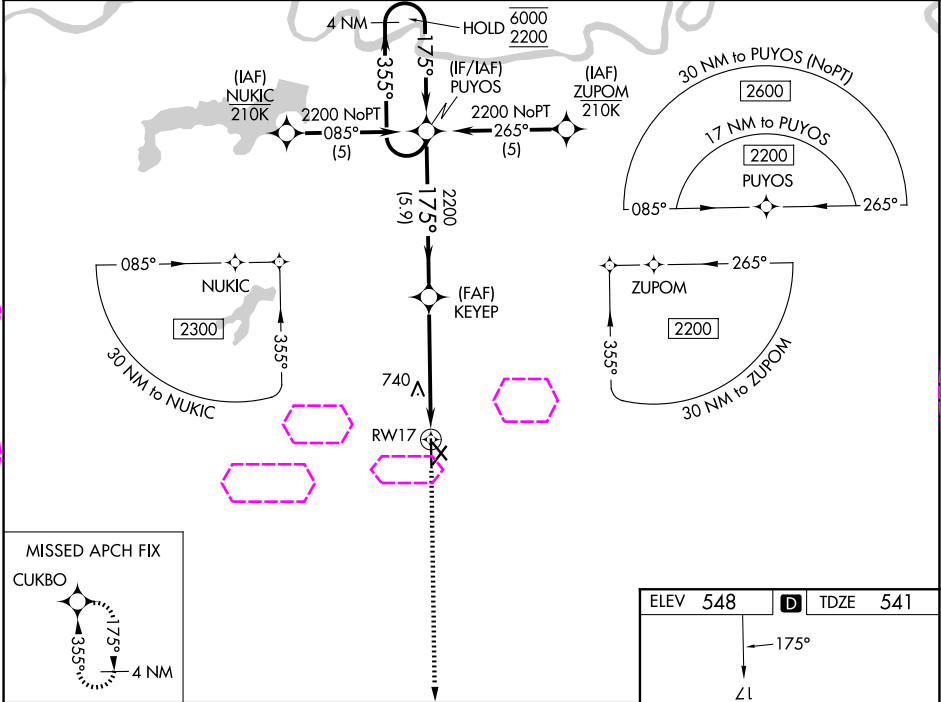 4 NM
HOLD
6000
2200
355°
175°
(IAF)
NUKIC
210K
(IF/IAF)
PUYOS
(IAF)
ZUPOM
210K
2200 NoPT
085°
(5)
2200 NoPT
265°
(5)
30 NM to PUYOS (NoPT)
2600
17 NM to PUYOS
2200
PUYOS
085°
265°
2200
175°
(5.9)
085°
NUKIC
2300
355°
30 NM to NUKIC
(FAF)
KEYEP
265°
ZUPOM
2200
355°
30 NM to ZUPOM
740
RW17
MISSED APCH FIX
CUKBO
175°
355°
4 NM
ELEV 548
D
TDZE 541
175°
17